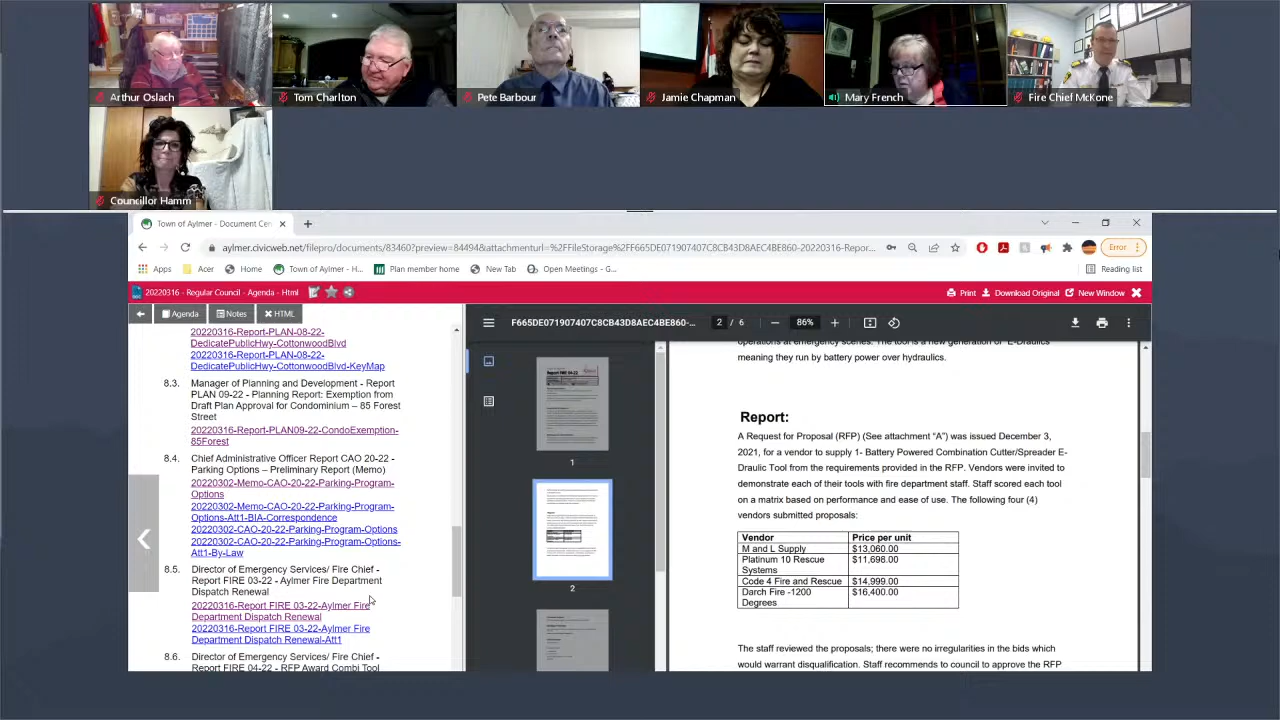 Arthur Oslach
Tom Charlton
Pete Barbour
Jamie Chapman
Mary French
Fire Chief McKone
Councillor Hamm
Town of Aylmer - Document Cen
aylmer.civicweb.net/filepro/documents/83460?preview=84494&attachmenturl=%2FFileStorage%2FF665DE071907407C8CB43D8AEC4BE860-20220316-Repor...
Error
Apps
Acer
Home
Town of Aylmer - H...
Plan member home
New Tab
Open Meetings - G...
Reading list
20220316 - Regular Council - Agenda - Html
Print
Download Original
New Window
Agenda
Notes
HTML
20220316-Report-PLAN-08-22-
DedicatePublicHwy-CottonwoodBlvd
20220316-Report-PLAN-08-22-
DedicatePublicHwy-CottonwoodBlvd-KeyMap
8.3. Manager of Planning and Development - Report
PLAN 09-22 - Planning Report: Exemption from
Draft Plan Approval for Condominium – 85 Forest
Street
20220316-Report-PLAN09-22-CondoExemption-
85Forest
8.4. Chief Administrative Officer Report CAO 20-22 -
Parking Options – Preliminary Report (Memo)
20220302-Memo-CAO-20-22-Parking-Program-
Options
20220302-Memo-CAO-20-22-Parking-Program-
Options-Att1-BIA-Correspondence
20220302-CAO-20-22-Parking-Program-Options
20220302-CAO-20-22-Parking-Program-Options-
Att1-By-Law
8.5. Director of Emergency Services/ Fire Chief -
Report FIRE 03-22 - Aylmer Fire Department
Dispatch Renewal
20220316-Report FIRE 03-22-Aylmer Fire
Department Dispatch Renewal
20220316-Report FIRE 03-22-Aylmer Fire
Department Dispatch Renewal-Att1
8.6. Director of Emergency Services/ Fire Chief -
Report FIRE 04-22 - RFP Award Combi Tool
F665DE071907407C8CB43D8AEC4BE860-...
2 / 6
86%
1
2
operations at emergency scenes. The tool is a new generation of "E-Draulics"
meaning they run by battery power over hydraulics.
Report:
A Request for Proposal (RFP) (See attachment “A”) was issued December 3,
2021, for a vendor to supply 1- Battery Powered Combination Cutter/Spreader E-
Draulic Tool from the requirements provided in the RFP. Vendors were invited to
demonstrate each of their tools with fire department staff. Staff scored each tool
on a matrix based on performance and ease of use. The following four (4)
vendors submitted proposals:
Vendor Price per unit
M and L Supply $13,060.00
Platinum 10 Rescue $11,698.00
Systems
Code 4 Fire and Rescue $14,999.00
Darch Fire -1200 $16,400.00
Degrees
The staff reviewed the proposals; there were no irregularities in the bids which
would warrant disqualification. Staff recommends to council to approve the RFP